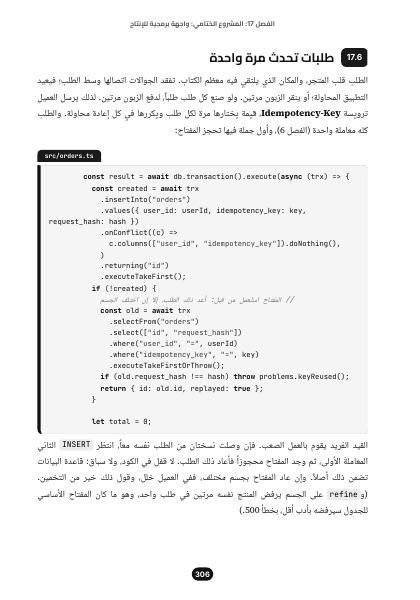 الفصل 17: المشروع الختامي: واجهة برمجية للإنتاج
17.6 طلبات تحدث مرة واحدة
الطلب قلب المتجر، والمكان الذي يلتقي فيه معظم الكتاب. تفقد الجوالات اتصالها وسط الطلب؛ فيعيد
التطبيق المحاولة؛ أو ينقر الزبون مرتين. ولو صنع كل طلب طلباً، لدفع الزبون مرتين. لذلك يرسل العميل
ترويسة Idempotency-Key، قيمة يختارها مرة لكل طلب ويكررها في كل إعادة محاولة. والطلب
كله معاملة واحدة (الفصل 6)، وأول جملة فيها تحجز المفتاح:
src/orders.ts
const result = await db.transaction().execute(async (trx) => {
const created = await trx
.insertInto("orders")
.values({ user_id: userId, idempotency_key: key,
request_hash: hash })
.onConflict((c) =>
c.columns(["user_id", "idempotency_key"]).doNothing(),
)
.returning("id")
.executeTakeFirst();
if (!created) {
// المفتاح استُعمل من قبل: أعد ذلك الطلب، إلا إن اختلف الجسم
const old = await trx
.selectFrom("orders")
.select(["id", "request_hash"])
.where("user_id", "=", userId)
.where("idempotency_key", "=", key)
.executeTakeFirstOrThrow();
if (old.request_hash !== hash) throw problems.keyReused();
return { id: old.id, replayed: true };
}
let total = 0;
القيد الفريد يقوم بالعمل الصعب. فإن وصلت نسختان من الطلب نفسه معاً، انتظر INSERT الثاني
المعاملة الأولى، ثم وجد المفتاح محجوزاً فأعاد ذلك الطلب. لا قفل في الكود، ولا سباق: قاعدة البيانات
تضمن ذلك أصلاً. وإن عاد المفتاح بجسم مختلف، ففي العميل خلل، وقول ذلك خير من التخمين.
(و refine على الجسم يرفض المنتج نفسه مرتين في طلب واحد، وهو ما كان المفتاح الأساسي
للجدول سيرفضه بأدب أقل، بخطأ 500.)
306